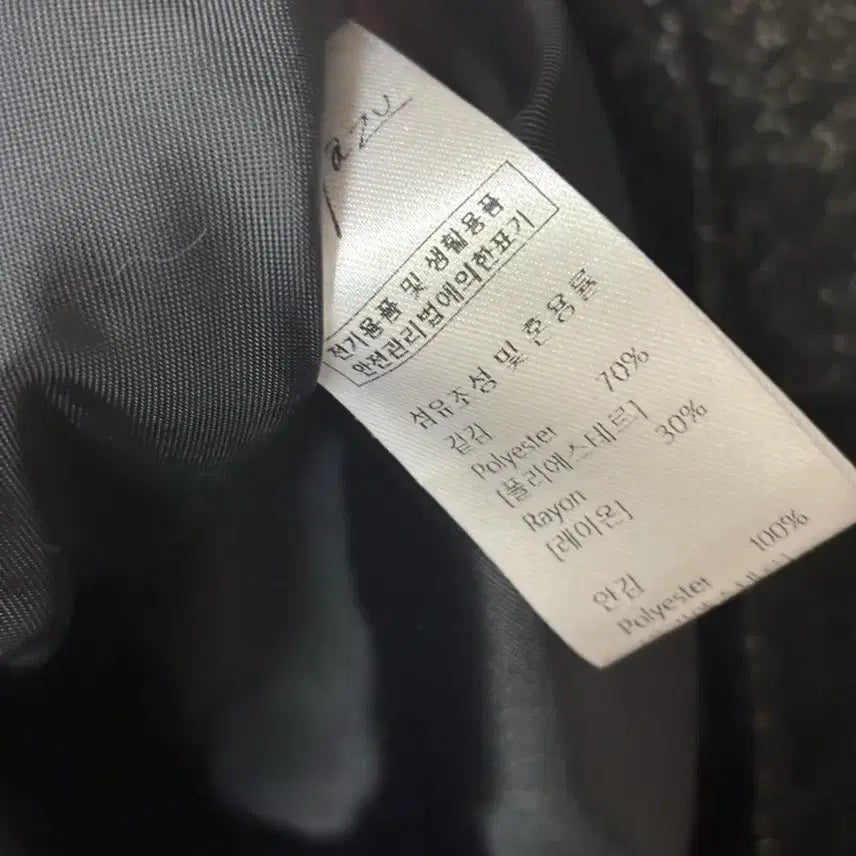 azu
전기용품 및 생활용품
안전관리법에의한표기
섬유조성 및 혼용률
겉감
Polyester 70%
[폴리에스테르]
Rayon 30%
[레이온]
안감
Polyester 100%